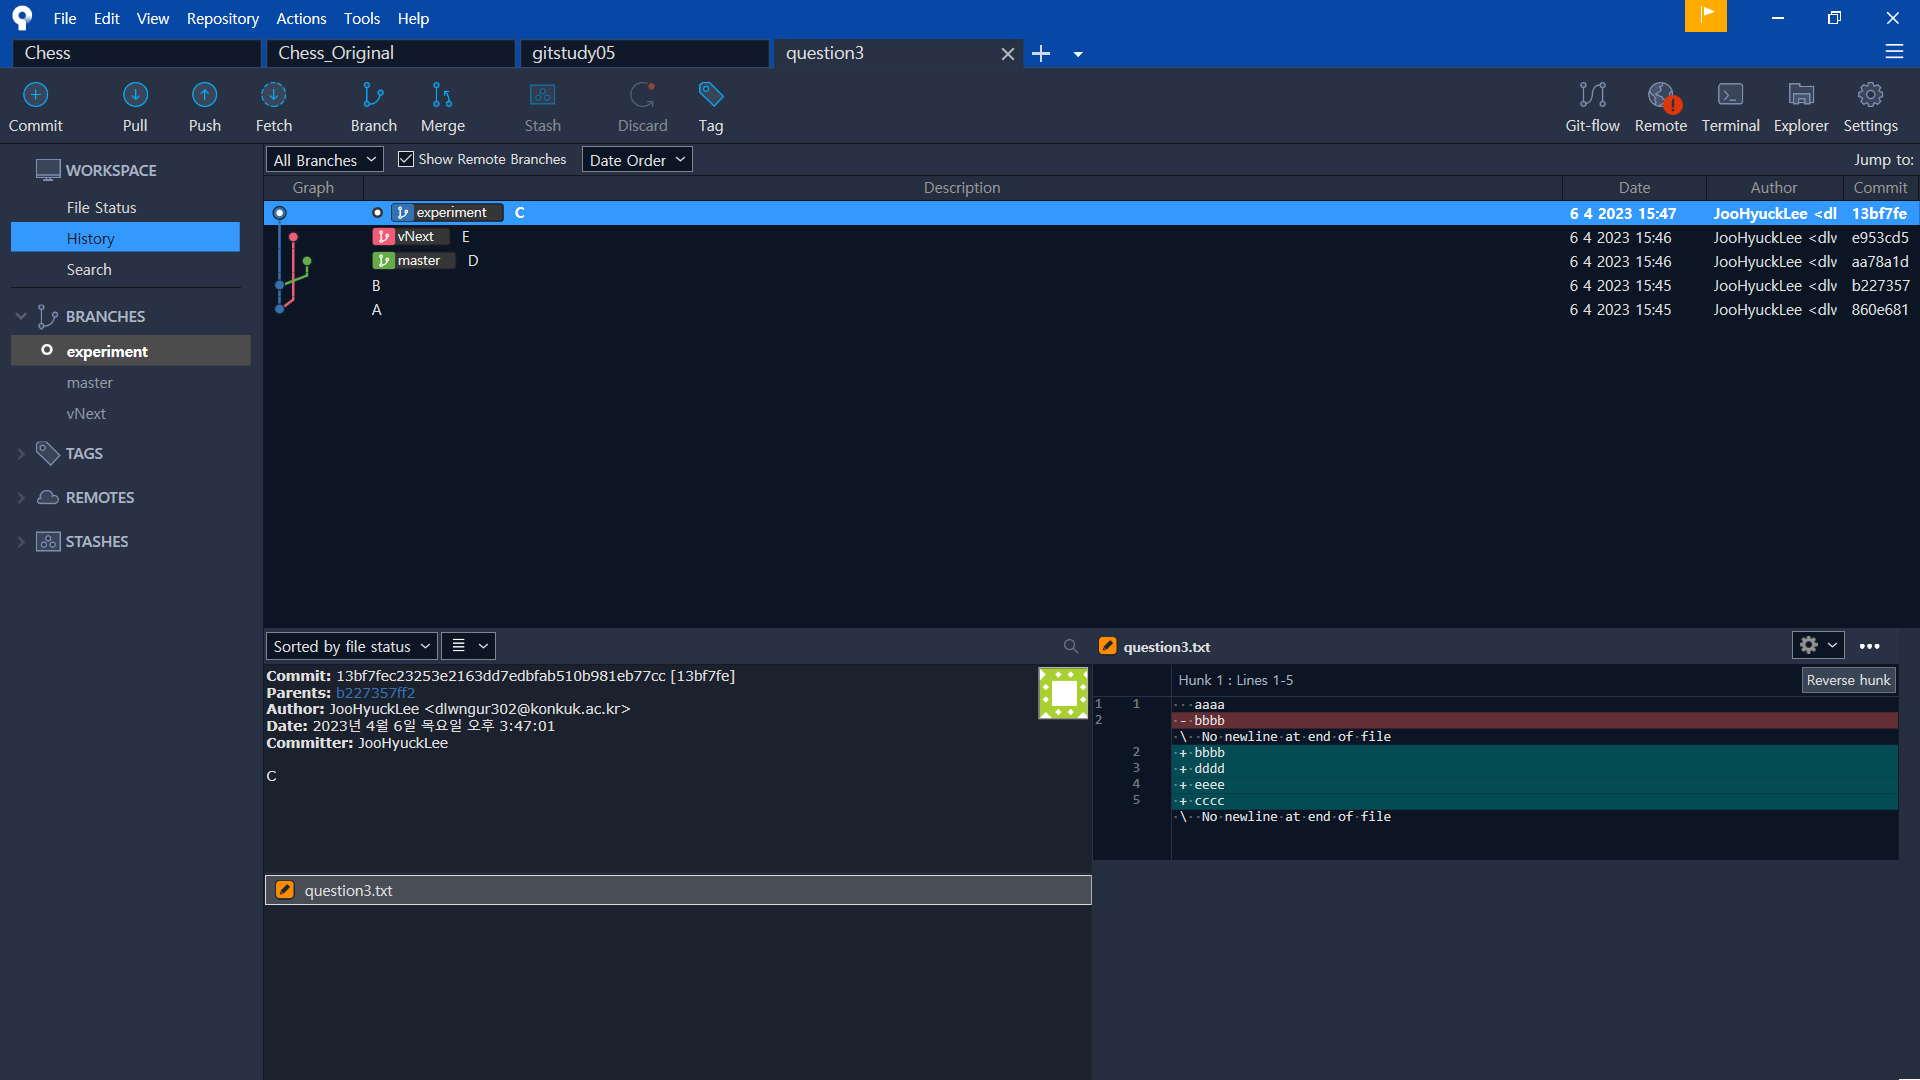 File Edit View Repository Actions Tools Help
Chess Chess_Original gitstudy05 question3
Commit Pull Push Fetch Branch Merge Stash Discard Tag Git-flow Remote Terminal Explorer Settings
WORKSPACE
File Status
History
Search
BRANCHES
experiment
master
vNext
TAGS
REMOTES
STASHES
All Branches Show Remote Branches Date Order Jump to:
Graph Description Date Author Commit
experiment C 6 4 2023 15:47 JooHyuckLee <dl 13bf7fe
vNext E 6 4 2023 15:46 JooHyuckLee <dlw e953cd5
master D 6 4 2023 15:46 JooHyuckLee <dlw aa78a1d
B 6 4 2023 15:45 JooHyuckLee <dlw b227357
A 6 4 2023 15:45 JooHyuckLee <dlw 860e681
Sorted by file status
Commit: 13bf7fec23253e2163dd7edbfab510b981eb77cc [13bf7fe]
Parents: b227357ff2
Author: JooHyuckLee <dlwngur302@konkuk.ac.kr>
Date: 2023년 4월 6일 목요일 오후 3:47:01
Committer: JooHyuckLee
C
question3.txt
question3.txt
Hunk 1 : Lines 1-5 Reverse hunk
1 1 aaaa
2 - bbbb
\ No newline at end of file
2 + bbbb
3 + dddd
4 + eeee
5 + cccc
\ No newline at end of file